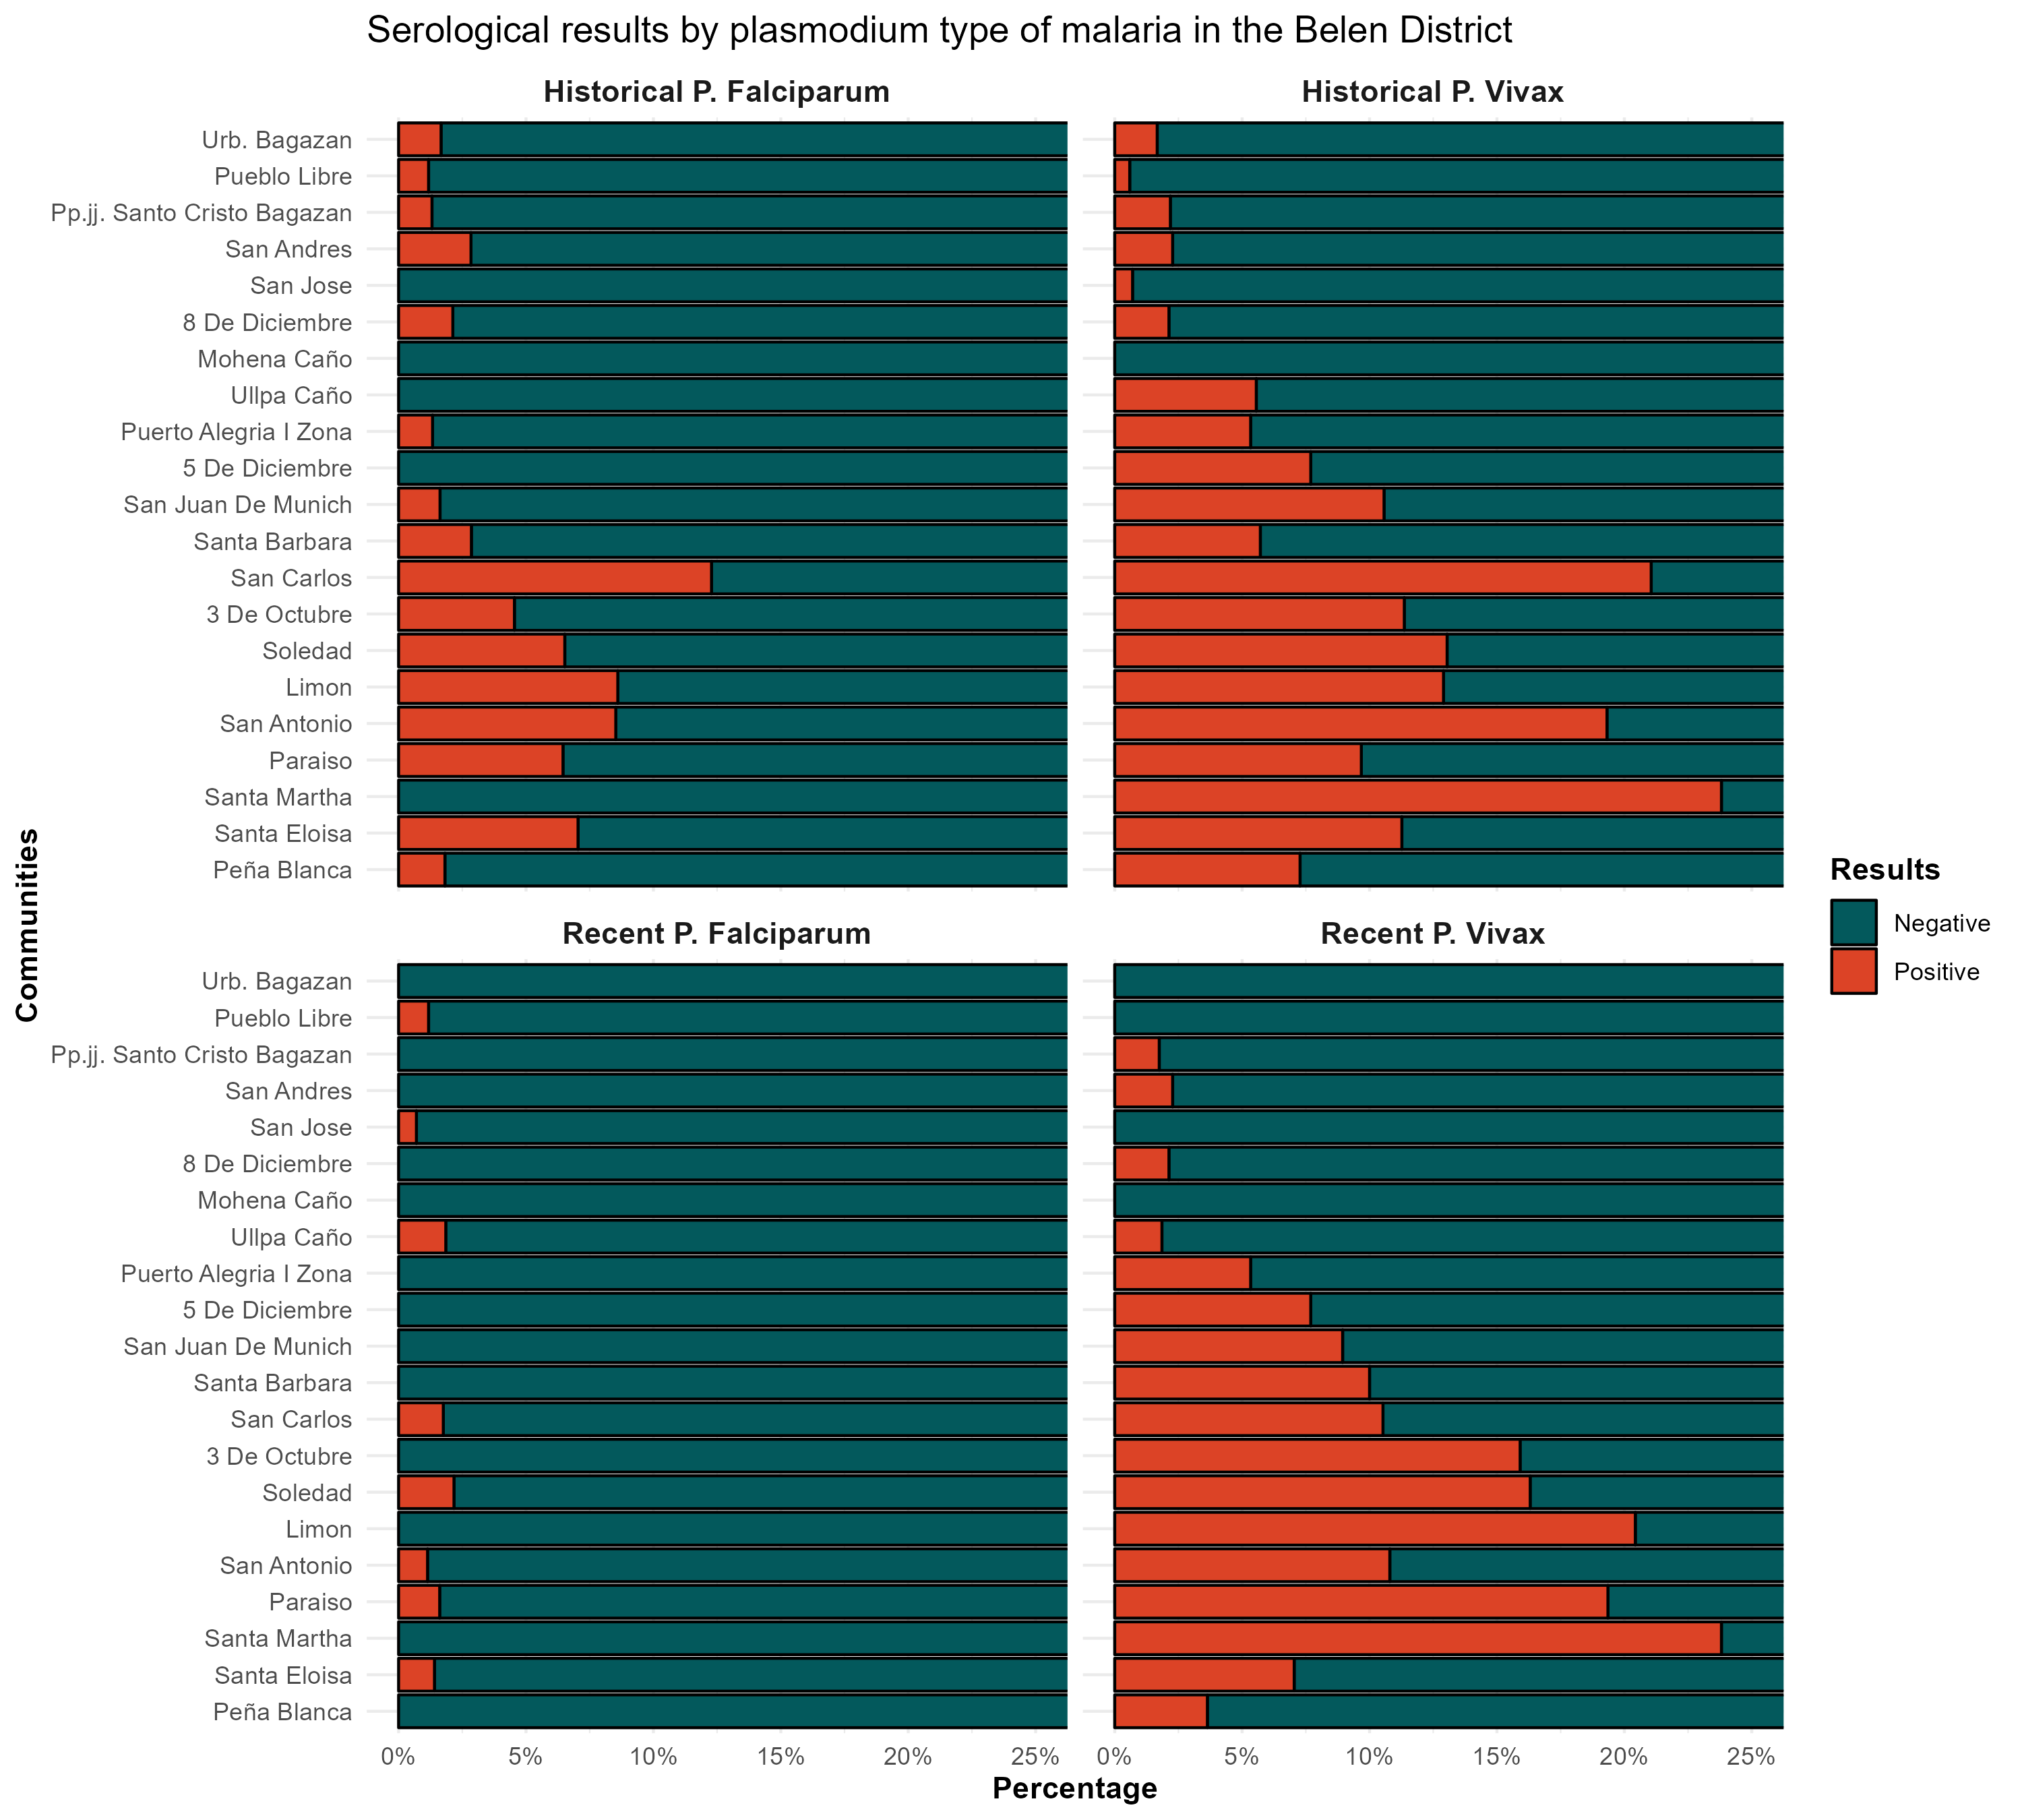 Serological results by plasmodium type of malaria in the Belen District
Historical P. Falciparum
Historical P. Vivax
Urb. Bagazan
Pueblo Libre
Pp.jj. Santo Cristo Bagazan
San Andres
San Jose
8 De Diciembre
Mohena Caño
Ullpa Caño
Puerto Alegria I Zona
5 De Diciembre
San Juan De Munich
Santa Barbara
San Carlos
3 De Octubre
Soledad
Limon
San Antonio
Paraiso
Santa Martha
Santa Eloisa
Peña Blanca
Communities
Recent P. Falciparum
Recent P. Vivax
Urb. Bagazan
Pueblo Libre
Pp.jj. Santo Cristo Bagazan
San Andres
San Jose
8 De Diciembre
Mohena Caño
Ullpa Caño
Puerto Alegria I Zona
5 De Diciembre
San Juan De Munich
Santa Barbara
San Carlos
3 De Octubre
Soledad
Limon
San Antonio
Paraiso
Santa Martha
Santa Eloisa
Peña Blanca
0% 5% 10% 15% 20% 25%
0% 5% 10% 15% 20% 25%
Percentage
Results
Negative
Positive